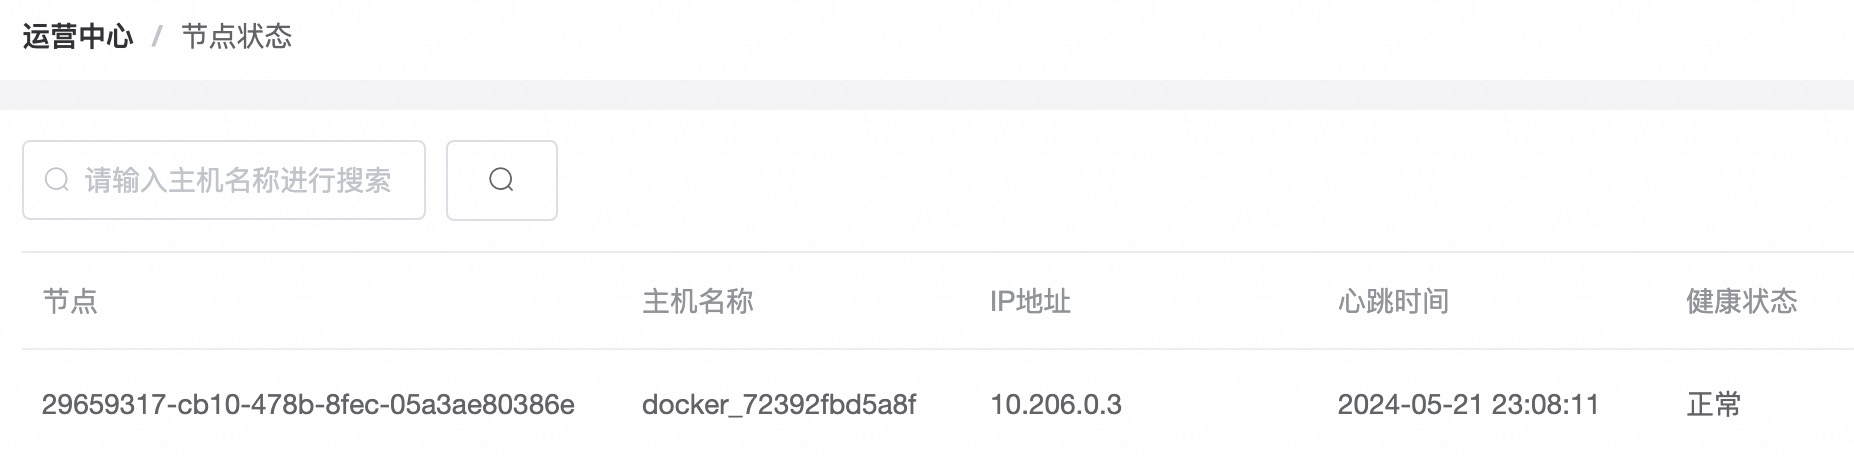 运营中心 / 节点状态
请输入主机名称进行搜索
节点 主机名称 IP地址 心跳时间 健康状态
29659317-cb10-478b-8fec-05a3ae80386e docker_72392fbd5a8f 10.206.0.3 2024-05-21 23:08:11 正常